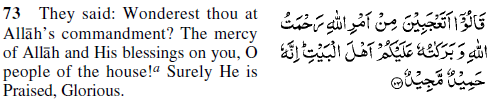 73 They said: Wonderest thou at
Allāh's commandment? The mercy
of Allāh and His blessings on you, O
people of the house!a Surely He is
Praised, Glorious.
قَالُوْۤا اَتَعْجَبِيْنَ مِنْ اَمْرِ اللّٰهِ رَحْمَتُ
اللّٰهِ وَ بَرَكٰتُهٗ عَلَيْكُمْ اَهْلَ الْبَيْتِ ؕ اِنَّهٗ
حَمِيْدٌ مَّجِيْدٌ ۝۷۳